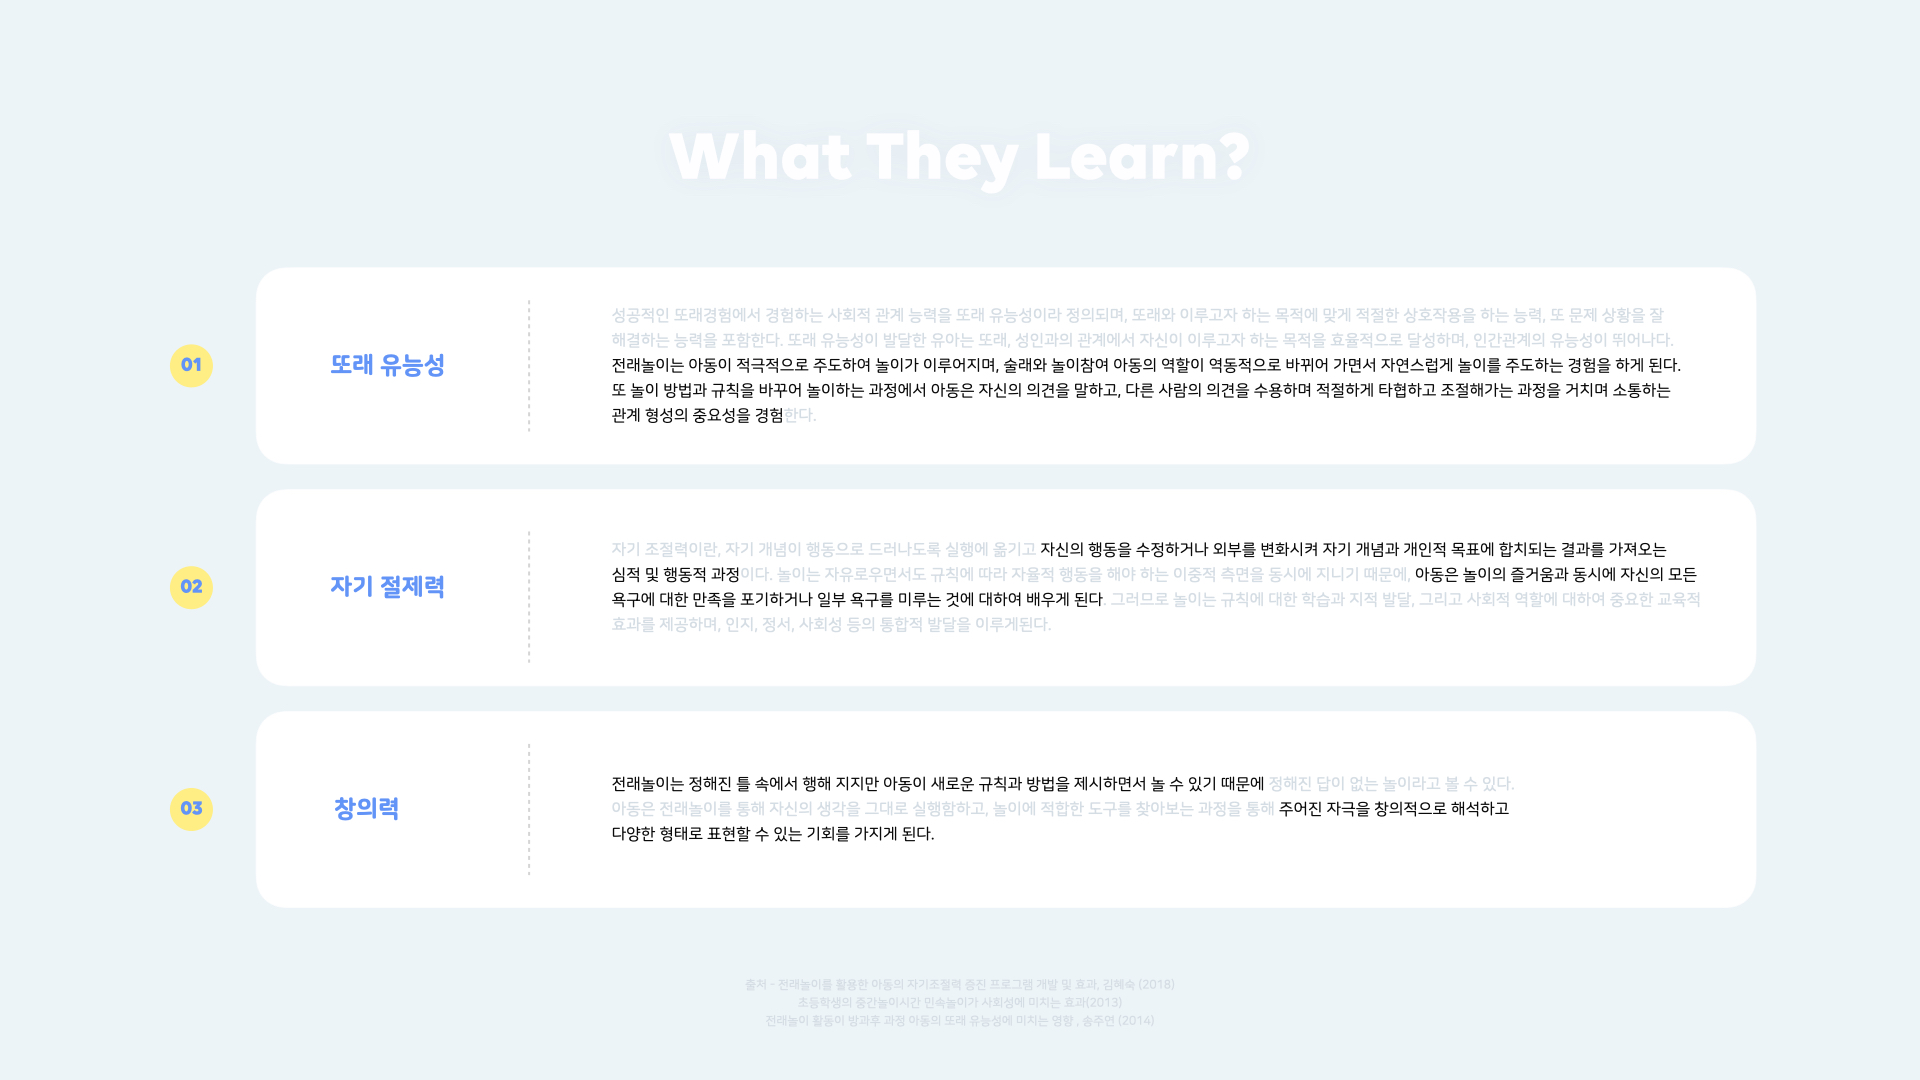 What They Learn?
01
또래 유능성
성공적인 또래경험에서 경험하는 사회적 관계 능력을 또래 유능성이라 정의되며, 또래와 이루고자 하는 목적에 맞게 적절한 상호작용을 하는 능력, 또 문제 상황을 잘
해결하는 능력을 포함한다. 또래 유능성이 발달한 유아는 또래, 성인과의 관계에서 자신이 이루고자 하는 목적을 효율적으로 달성하며, 인간관계의 유능성이 뛰어나다.
전래놀이는 아동이 적극적으로 주도하여 놀이가 이루어지며, 술래와 놀이참여 아동의 역할이 역동적으로 바뀌어 가면서 자연스럽게 놀이를 주도하는 경험을 하게 된다.
또 놀이 방법과 규칙을 바꾸어 놀이하는 과정에서 아동은 자신의 의견을 말하고, 다른 사람의 의견을 수용하며 적절하게 타협하고 조절해가는 과정을 거치며 소통하는
관계 형성의 중요성을 경험한다.
02
자기 절제력
자기 조절력이란, 자기 개념이 행동으로 드러나도록 실행에 옮기고 자신의 행동을 수정하거나 외부를 변화시켜 자기 개념과 개인적 목표에 합치되는 결과를 가져오는
심적 및 행동적 과정이다. 놀이는 자유로우면서도 규칙에 따라 자율적 행동을 해야 하는 이중적 측면을 동시에 지니기 때문에, 아동은 놀이의 즐거움과 동시에 자신의 모든
욕구에 대한 만족을 포기하거나 일부 욕구를 미루는 것에 대하여 배우게 된다. 그러므로 놀이는 규칙에 대한 학습과 지적 발달, 그리고 사회적 역할에 대하여 중요한 교육적
효과를 제공하며, 인지, 정서, 사회성 등의 통합적 발달을 이루게된다.
03
창의력
전래놀이는 정해진 틀 속에서 행해 지지만 아동이 새로운 규칙과 방법을 제시하면서 놀 수 있기 때문에 정해진 답이 없는 놀이라고 볼 수 있다.
아동은 전래놀이를 통해 자신의 생각을 그대로 실행함하고, 놀이에 적합한 도구를 찾아보는 과정을 통해 주어진 자극을 창의적으로 해석하고
다양한 형태로 표현할 수 있는 기회를 가지게 된다.
출처 - 전래놀이를 활용한 아동의 자기조절력 증진 프로그램 개발 및 효과, 김혜숙 (2018)
초등학생의 중간놀이시간 민속놀이가 사회성에 미치는 효과(2013)
전래놀이 활동이 방과후 과정 아동의 또래 유능성에 미치는 영향 , 송주연 (2014)